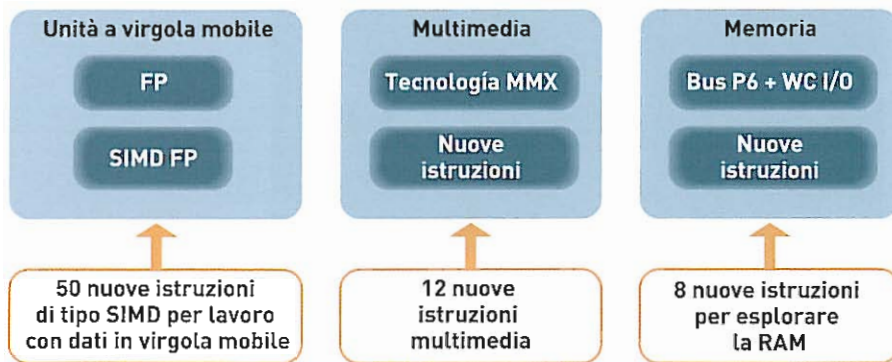 Unità a virgola mobile
FP
SIMD FP
Multimedia
Tecnología MMX
Nuove
istruzioni
Memoria
Bus P6 + WC I/O
Nuove
istruzioni
50 nuove istruzioni
di tipo SIMD per lavoro
con dati in virgola mobile
12 nuove
istruzioni
multimedia
8 nuove istruzioni
per esplorare
la RAM